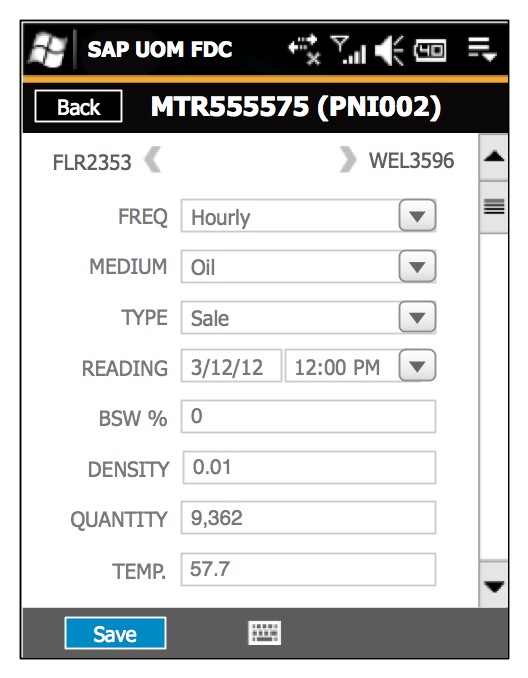 SAP UOM FDC
Back MTR555575 (PNI002)
FLR2353 WEL3596
FREQ Hourly
MEDIUM Oil
TYPE Sale
READING 3/12/12 12:00 PM
BSW % 0
DENSITY 0.01
QUANTITY 9,362
TEMP. 57.7
Save